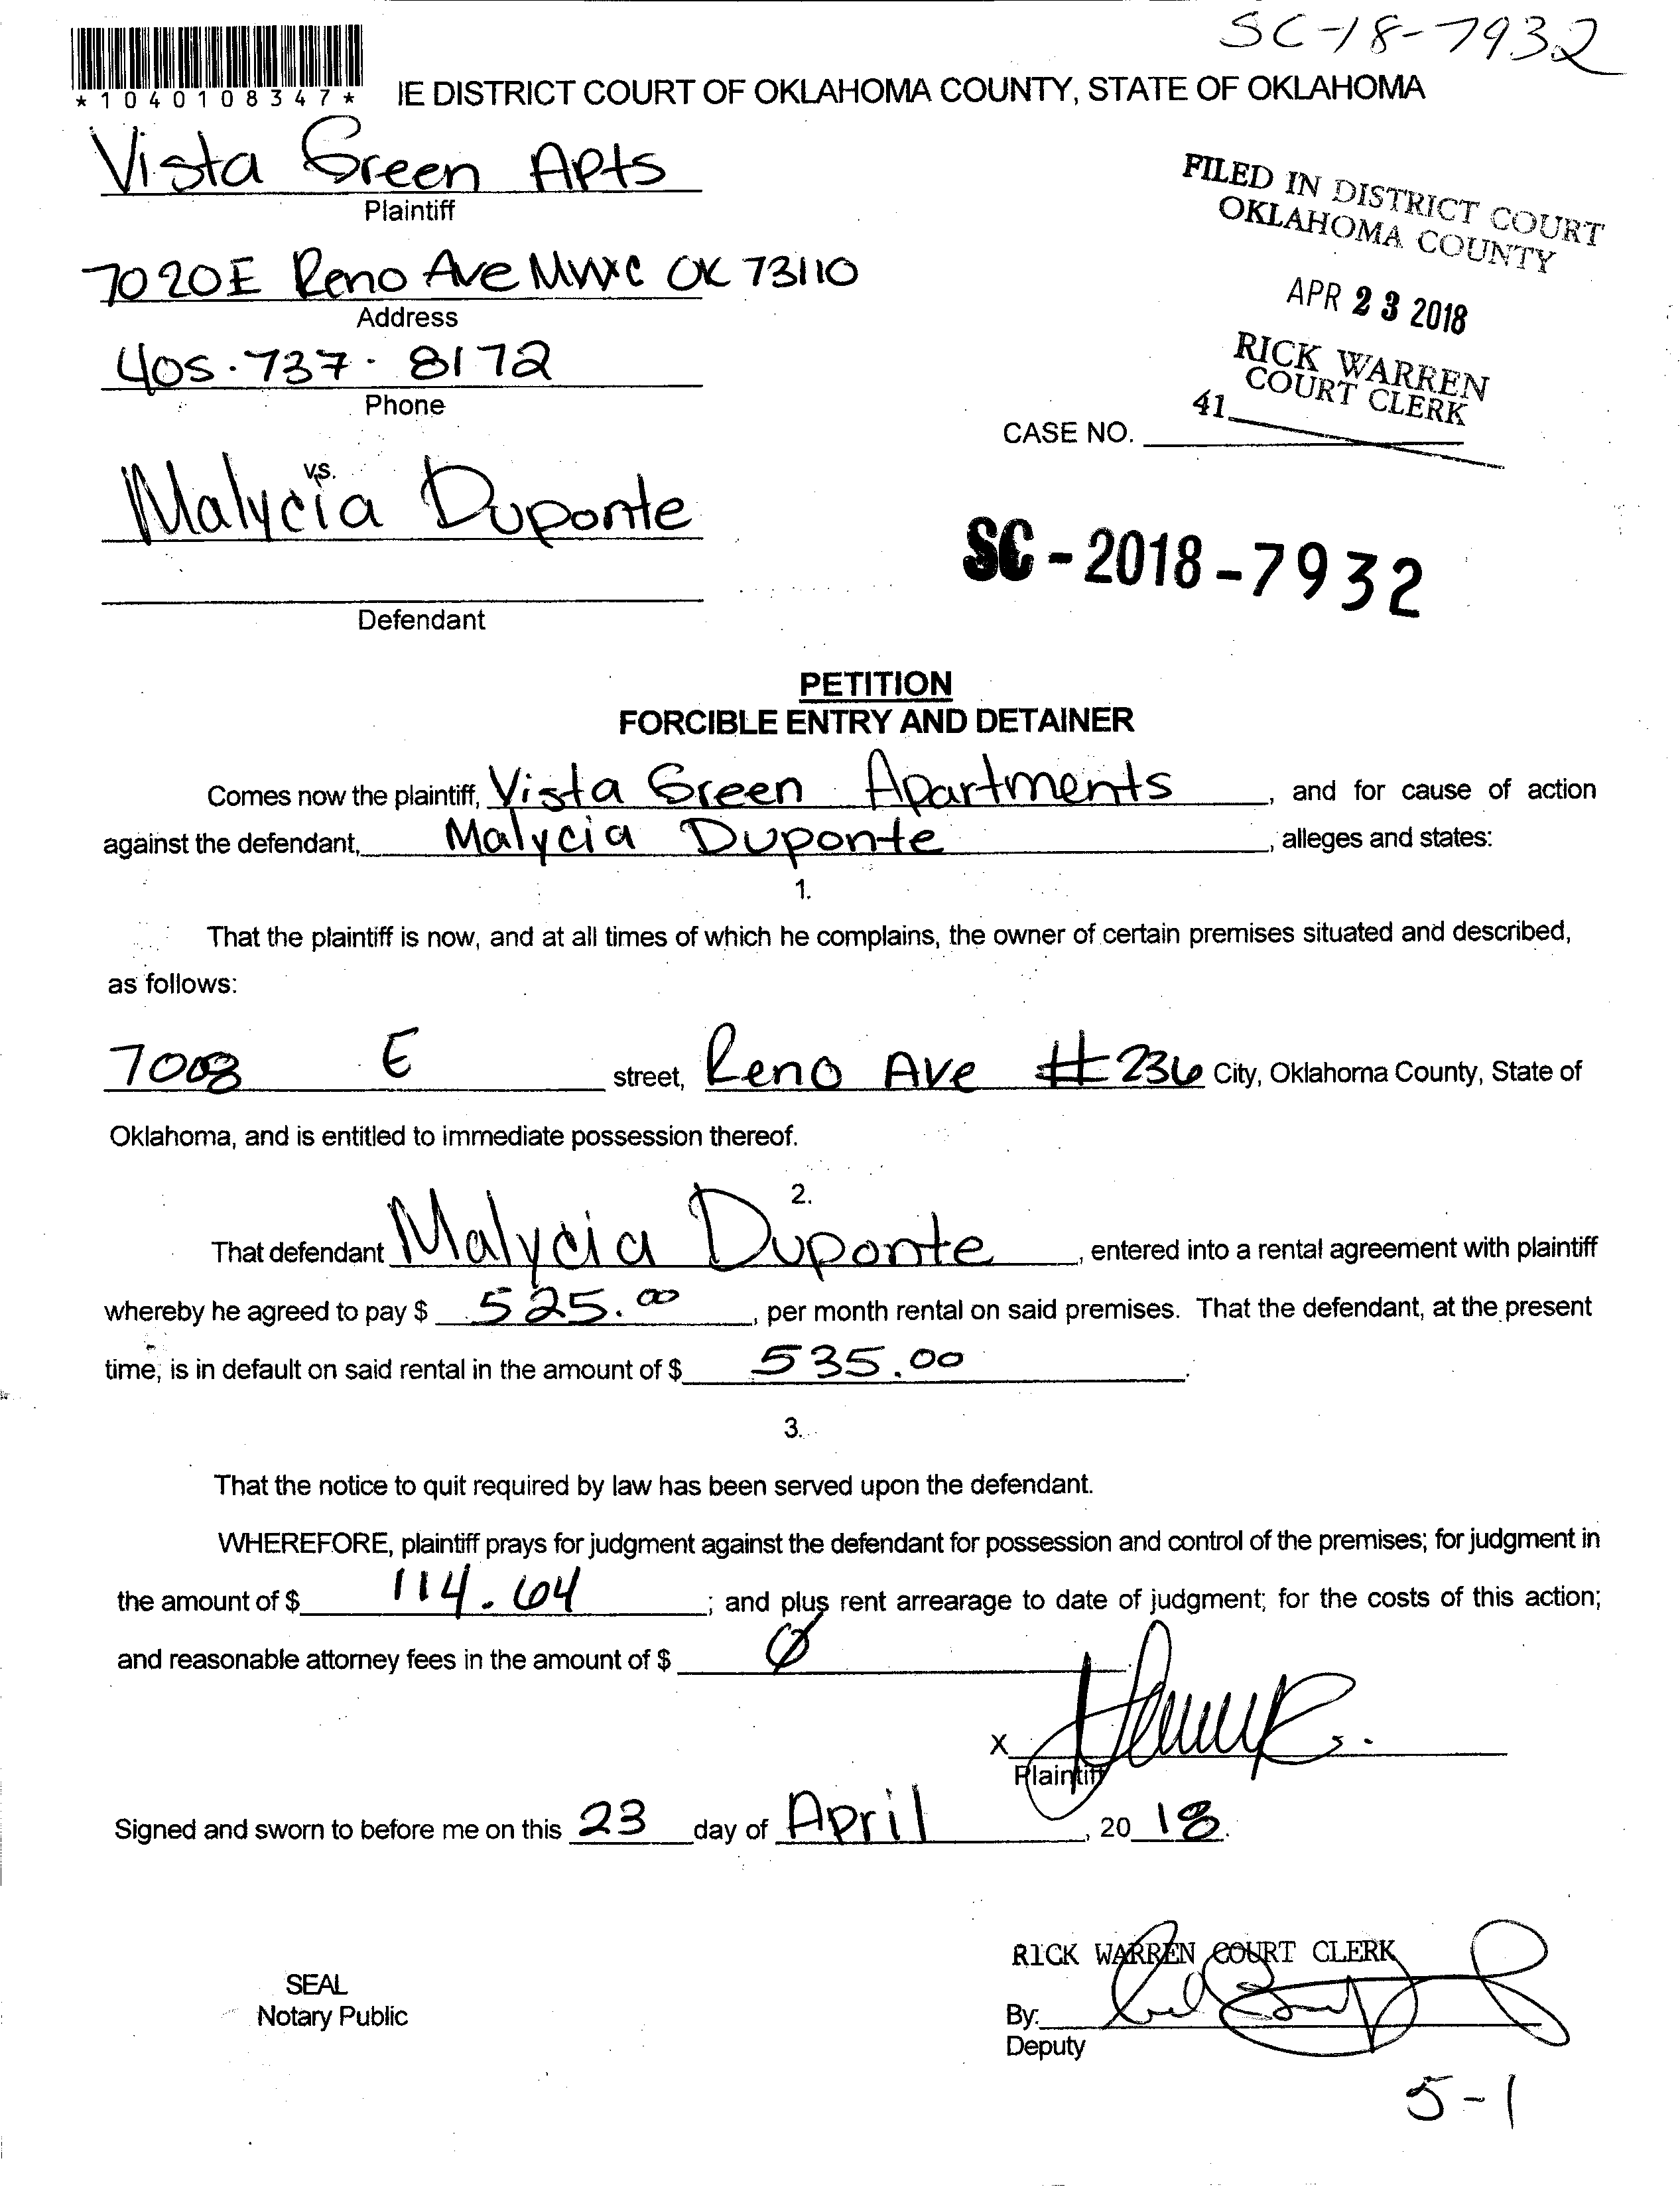 SC-18-7932
*1040108347*
IE DISTRICT COURT OF OKLAHOMA COUNTY, STATE OF OKLAHOMA
Vista Green Apts
Plaintiff
7020 E Reno Ave MWC OK 73110
Address
405.737.8172
Phone
FILED IN DISTRICT COURT
OKLAHOMA COUNTY
APR 23 2018
RICK WARREN
COURT CLERK
41
CASE NO.
vs.
Malycia Duponte
Defendant
SC-2018-7932
PETITION
FORCIBLE ENTRY AND DETAINER
Comes now the plaintiff, Vista Green Apartments, and for cause of action
against the defendant, Malycia Duponte, alleges and states:
1.
That the plaintiff is now, and at all times of which he complains, the owner of certain premises situated and described,
as follows:
7008 E street, Reno Ave #236 City, Oklahoma County, State of
Oklahoma, and is entitled to immediate possession thereof.
2.
That defendant Malycia Duponte, entered into a rental agreement with plaintiff
whereby he agreed to pay $ 525.00, per month rental on said premises. That the defendant, at the present
time, is in default on said rental in the amount of $ 535.00.
3.
That the notice to quit required by law has been served upon the defendant.
WHEREFORE, plaintiff prays for judgment against the defendant for possession and control of the premises; for judgment in
the amount of $ 114.64; and plus rent arrearage to date of judgment; for the costs of this action;
and reasonable attorney fees in the amount of $ Ø
X
Plaintiff
Signed and sworn to before me on this 23 day of April, 20 18.
RICK WARREN COURT CLERK
SEAL
Notary Public
By:
Deputy
5-1